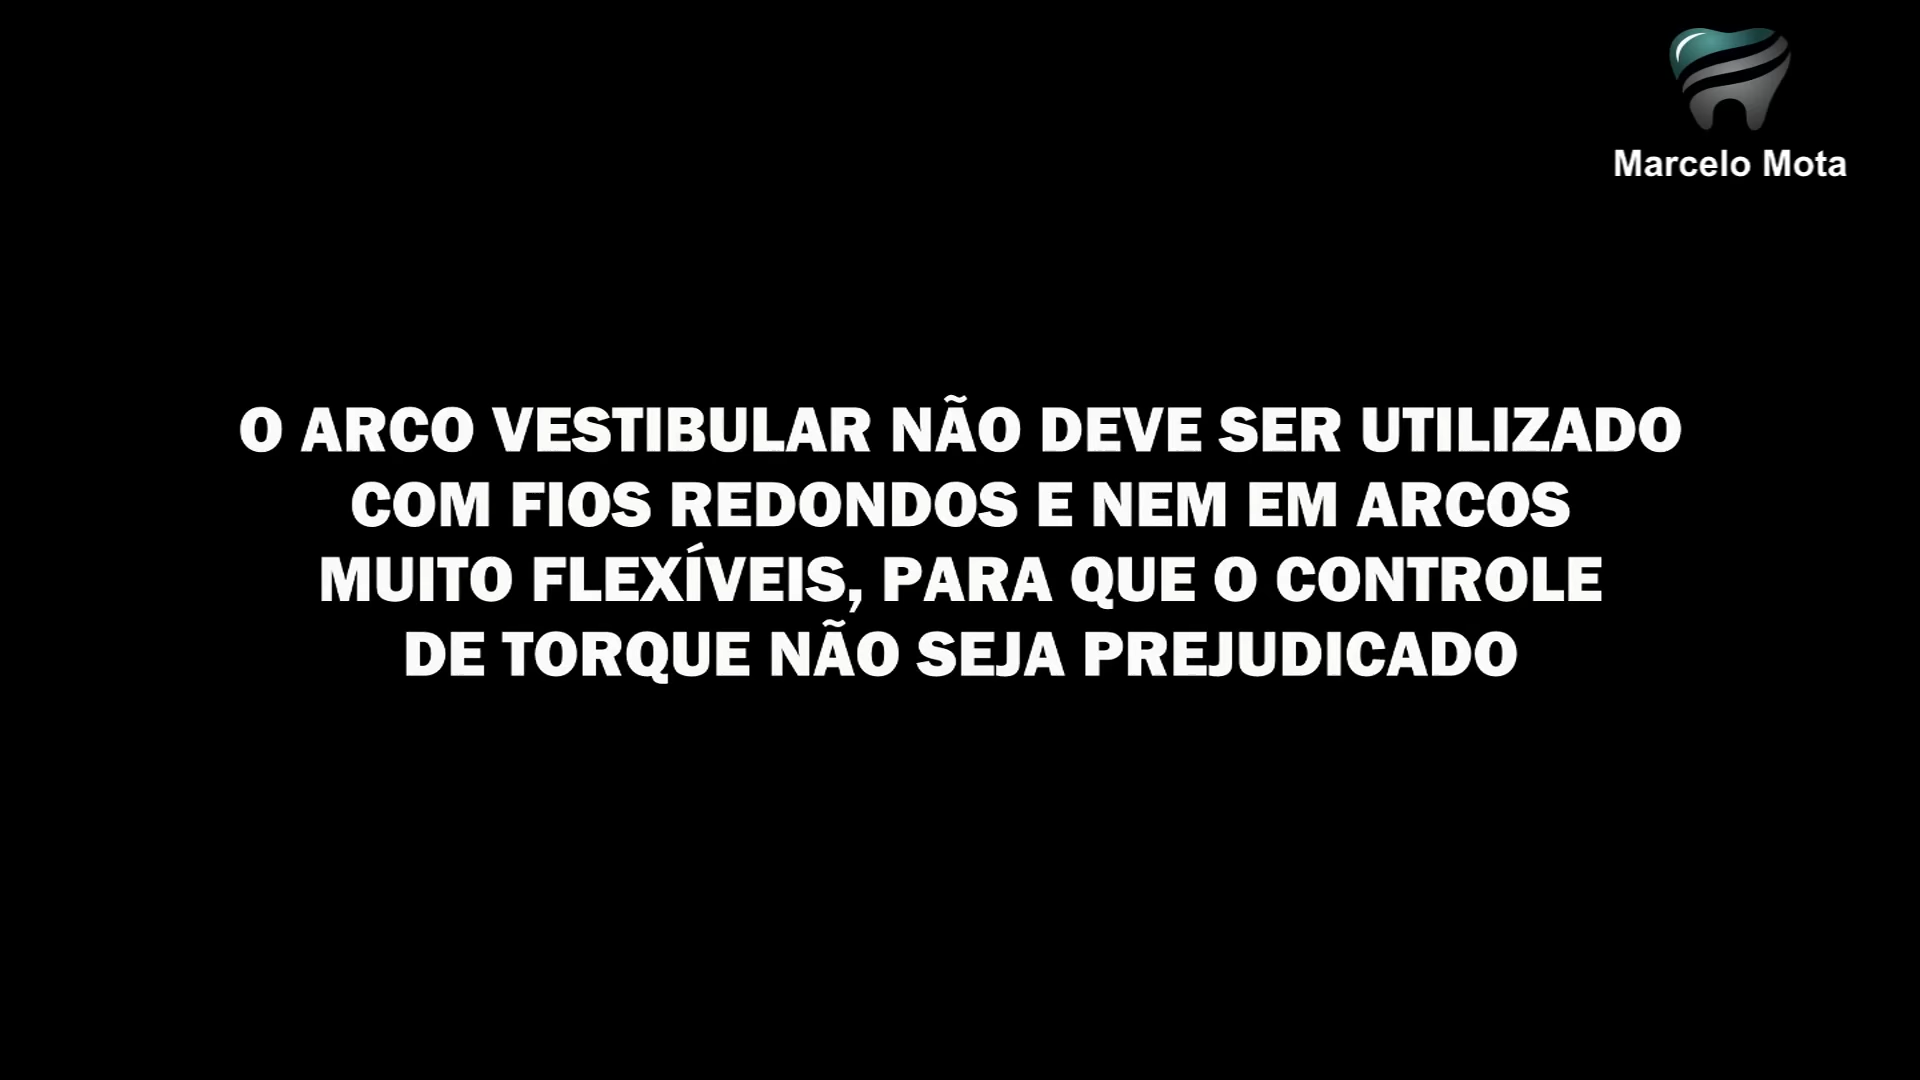 Marcelo Mota
O ARCO VESTIBULAR NÃO DEVE SER UTILIZADO
COM FIOS REDONDOS E NEM EM ARCOS
MUITO FLEXÍVEIS, PARA QUE O CONTROLE
DE TORQUE NÃO SEJA PREJUDICADO